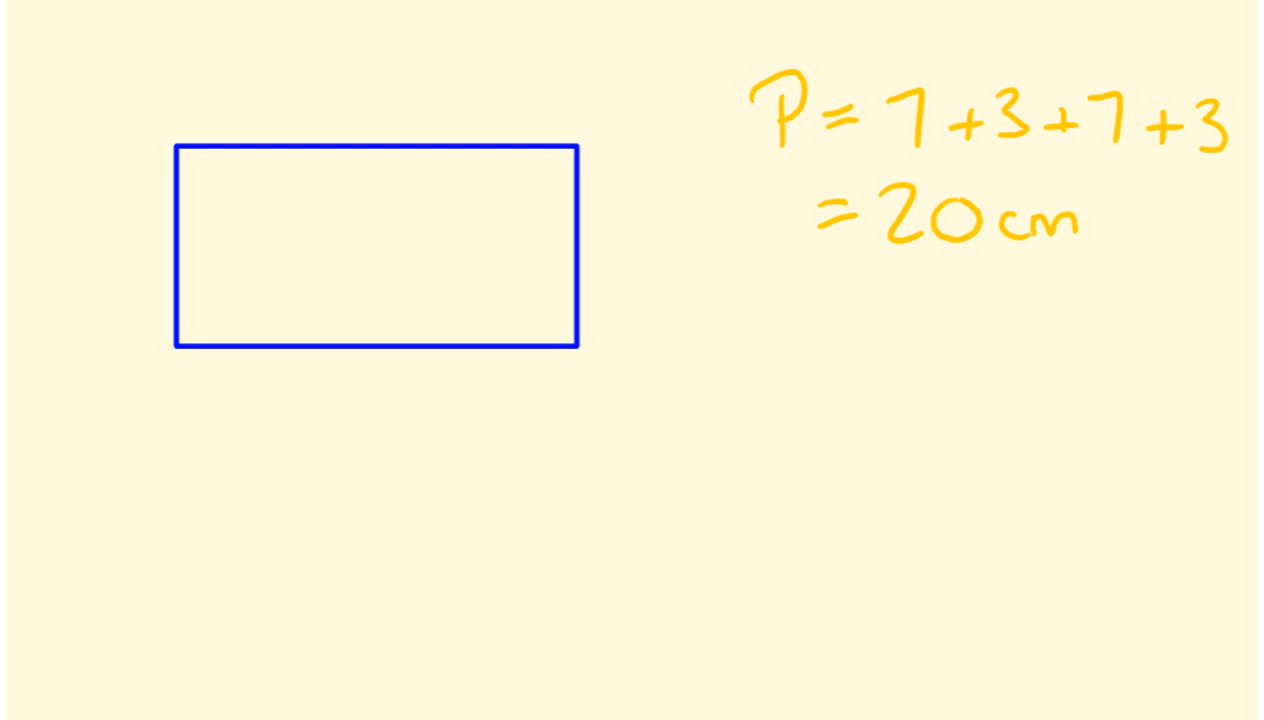 P = 7 + 3 + 7 + 3
= 20 cm